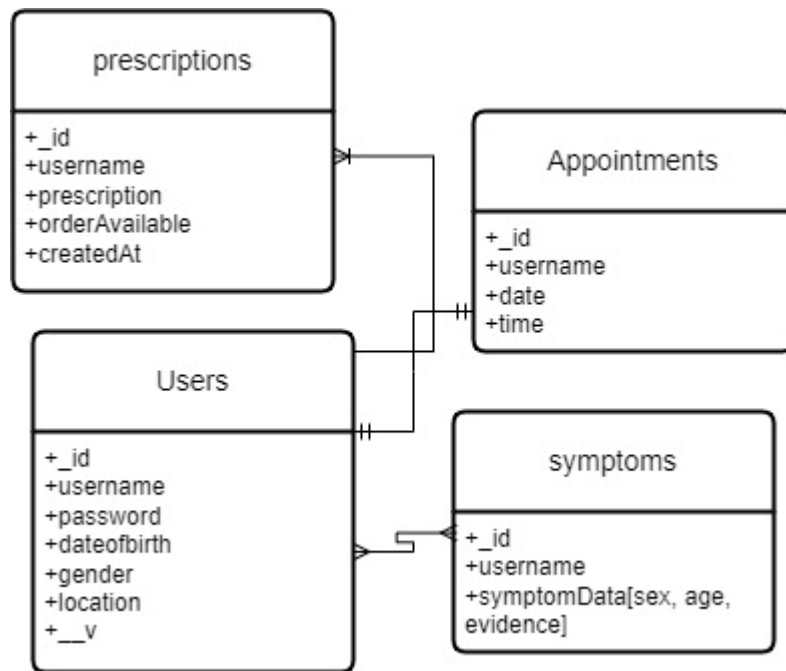 prescriptions
+_id
+username
+prescription
+orderAvailable
+createdAt
Appointments
+_id
+username
+date
+time
Users
+_id
+username
+password
+dateofbirth
+gender
+location
+__v
symptoms
+_id
+username
+symptomData[sex, age,
evidence]